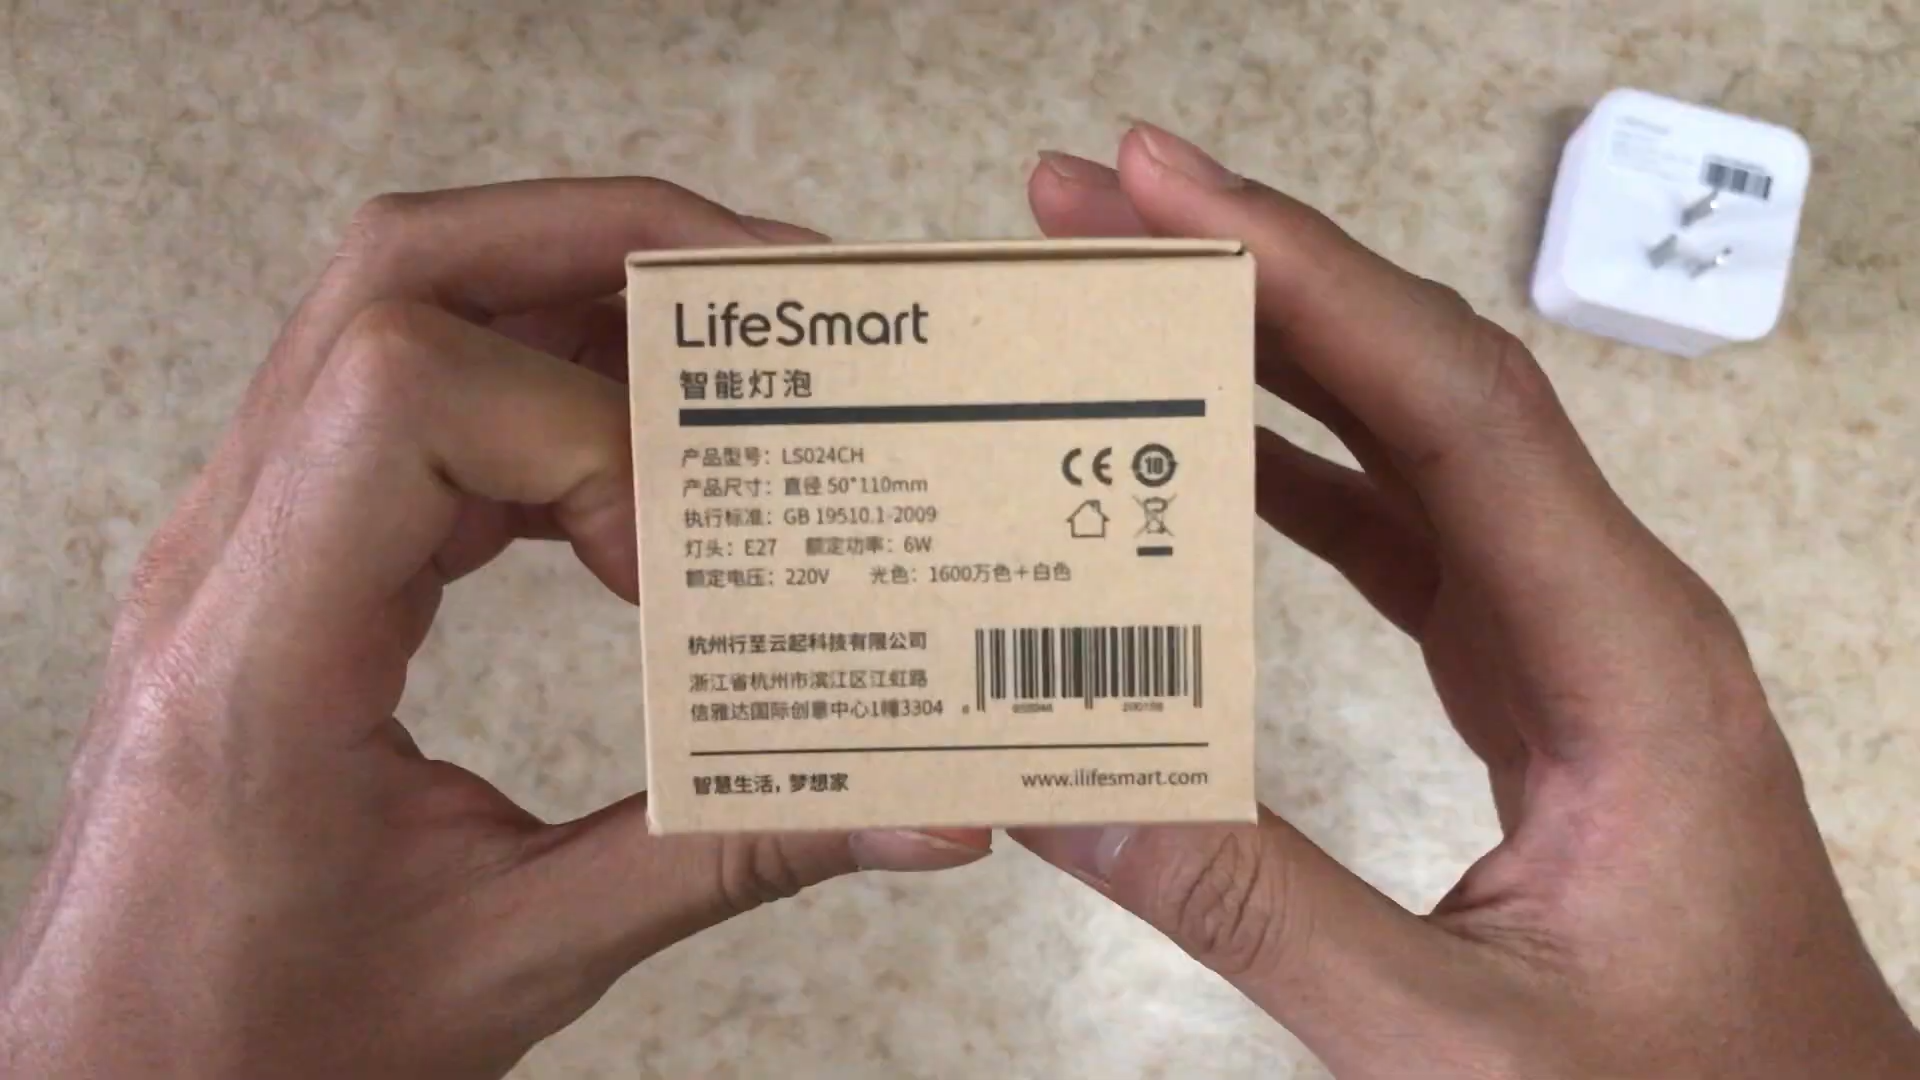 LifeSmart
智能灯泡
产品型号：LS024CH
产品尺寸：直径 50*110mm
执行标准：GB 19510.1-2009
灯头：E27 额定功率：6W
额定电压：220V 光色：1600万色+白色
CE
10
杭州行至云起科技有限公司
浙江省杭州市滨江区江虹路
信雅达国际创意中心1幢3304
智慧生活，梦想家
www.ilifesmart.com